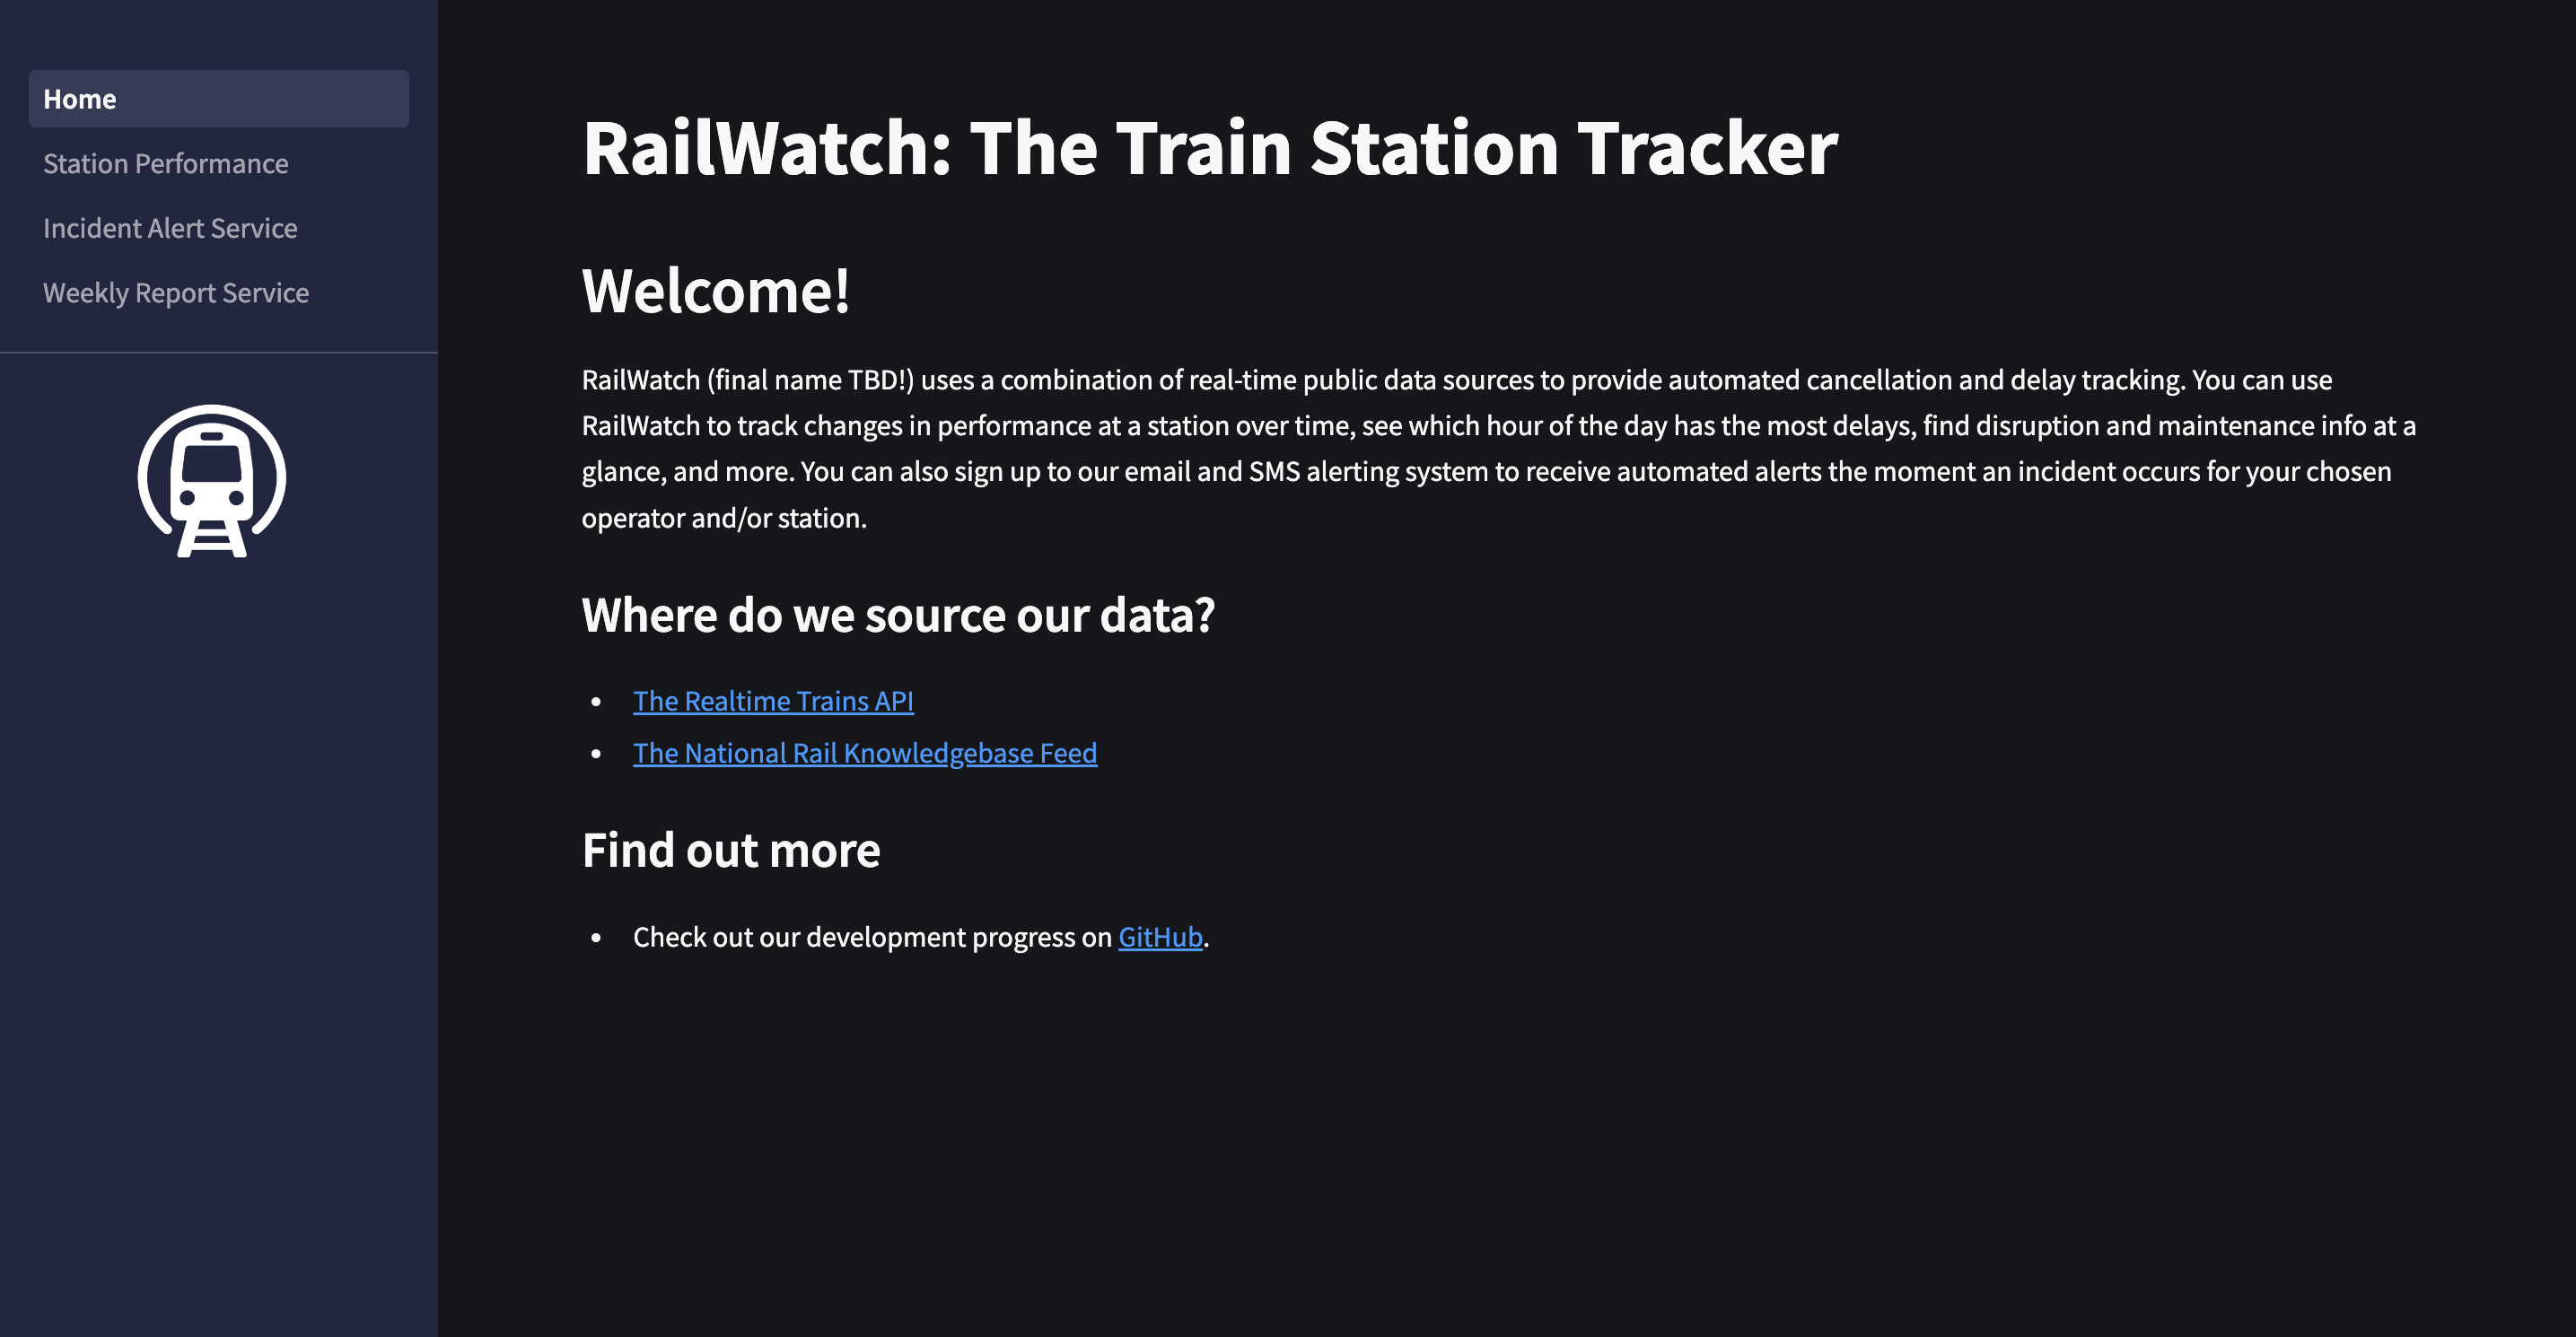 Home
Station Performance
Incident Alert Service
Weekly Report Service
RailWatch: The Train Station Tracker
Welcome!
RailWatch (final name TBD!) uses a combination of real-time public data sources to provide automated cancellation and delay tracking. You can use
RailWatch to track changes in performance at a station over time, see which hour of the day has the most delays, find disruption and maintenance info at a
glance, and more. You can also sign up to our email and SMS alerting system to receive automated alerts the moment an incident occurs for your chosen
operator and/or station.
Where do we source our data?
• The Realtime Trains API
• The National Rail Knowledgebase Feed
Find out more
• Check out our development progress on GitHub.